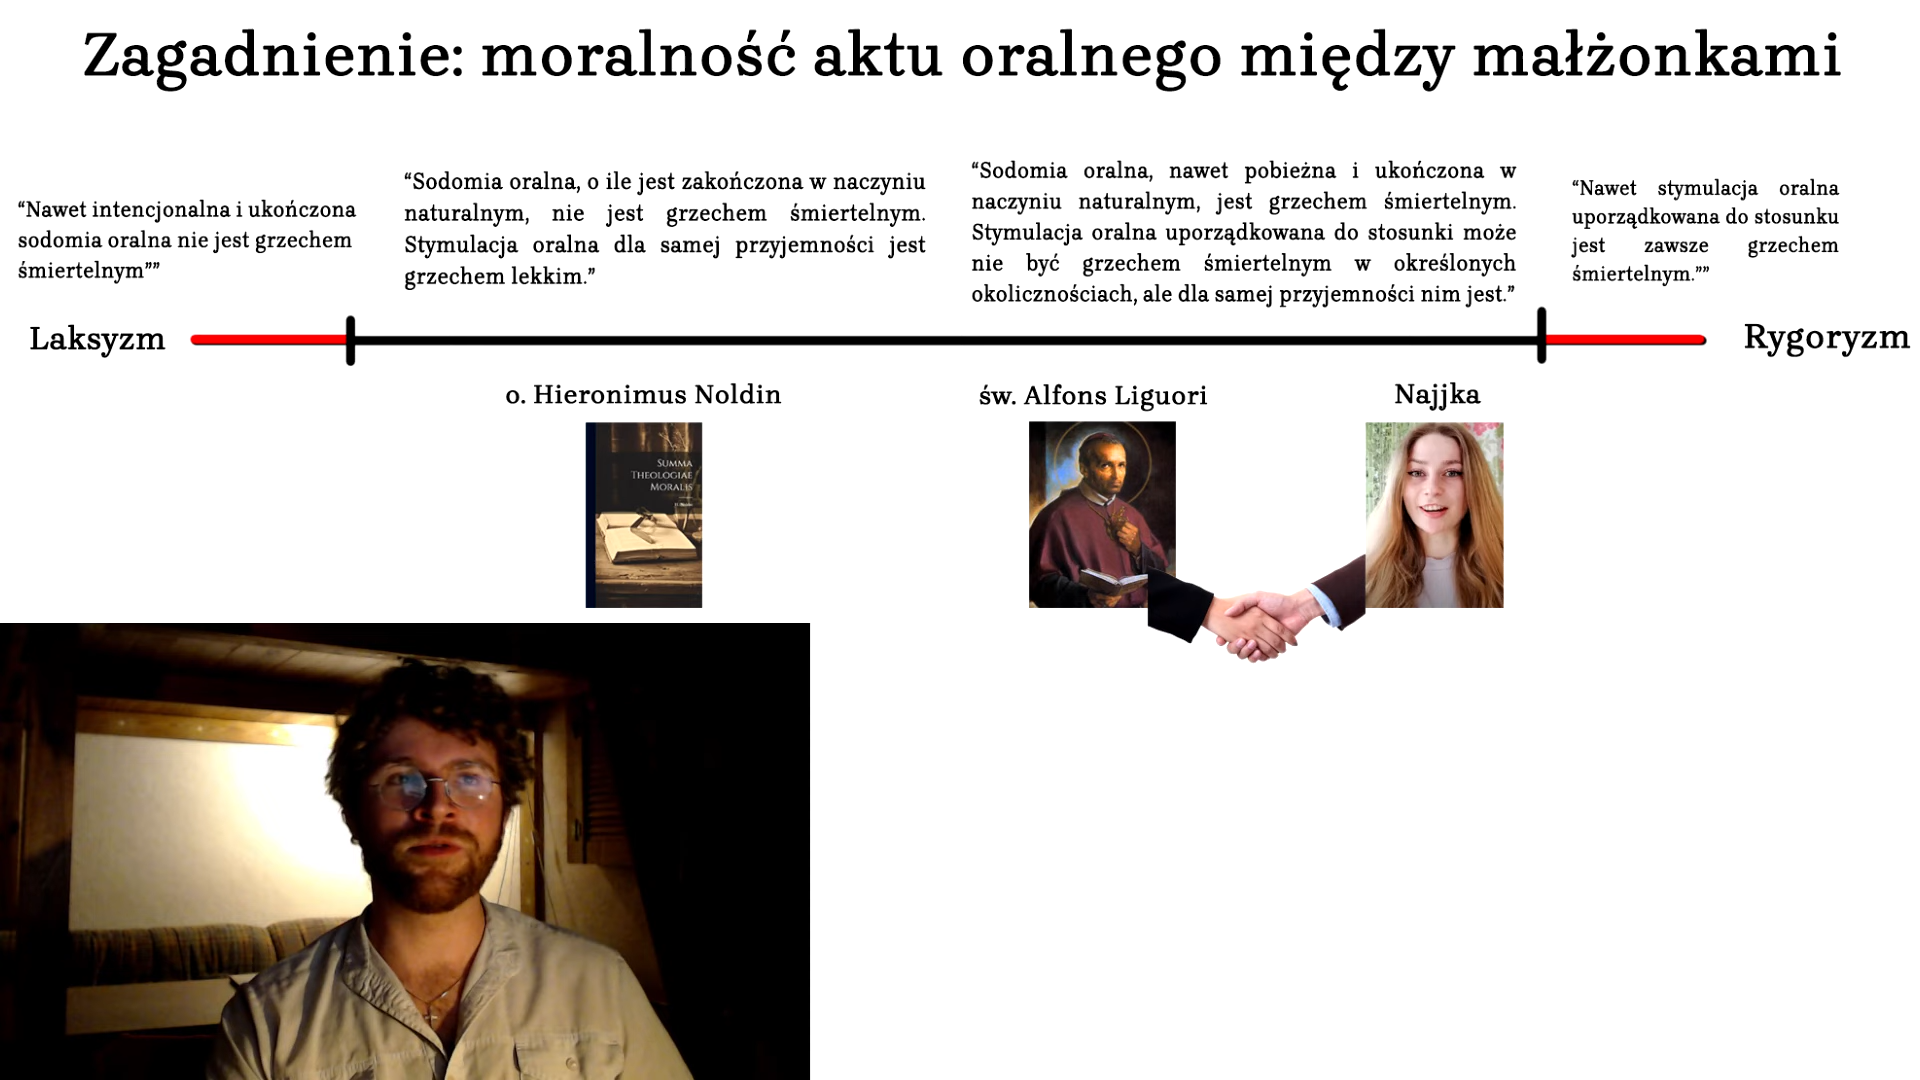 Zagadnienie: moralność aktu oralnego między małżonkami
“Nawet intencjonalna i ukończona
sodomia oralna nie jest grzechem
śmiertelnym””
“Sodomia oralna, o ile jest zakończona w naczyniu
naturalnym, nie jest grzechem śmiertelnym.
Stymulacja oralna dla samej przyjemności jest
grzechem lekkim.”
“Sodomia oralna, nawet pobieżna i ukończona w
naczyniu naturalnym, jest grzechem śmiertelnym.
Stymulacja oralna uporządkowana do stosunki może
nie być grzechem śmiertelnym w określonych
okolicznościach, ale dla samej przyjemności nim jest.”
“Nawet stymulacja oralna
uporządkowana do stosunku
jest zawsze grzechem
śmiertelnym.””
Laksyzm
Rygoryzm
o. Hieronimus Noldin
św. Alfons Liguori
Najjka
Summa
Theologiae
Moralis